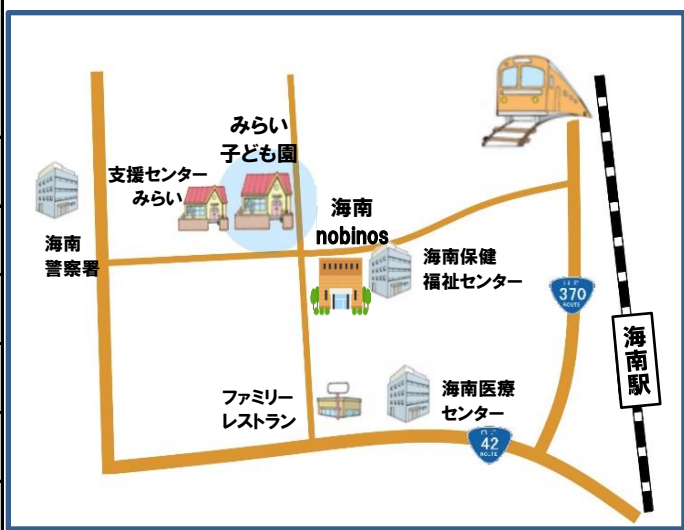 みらい
子ども園
支援センター
みらい
海南
nobinos
海南
警察署
海南保健
福祉センター
370
ROUTE
海南駅
ファミリー
レストラン
海南医療
センター
42
ROUTE